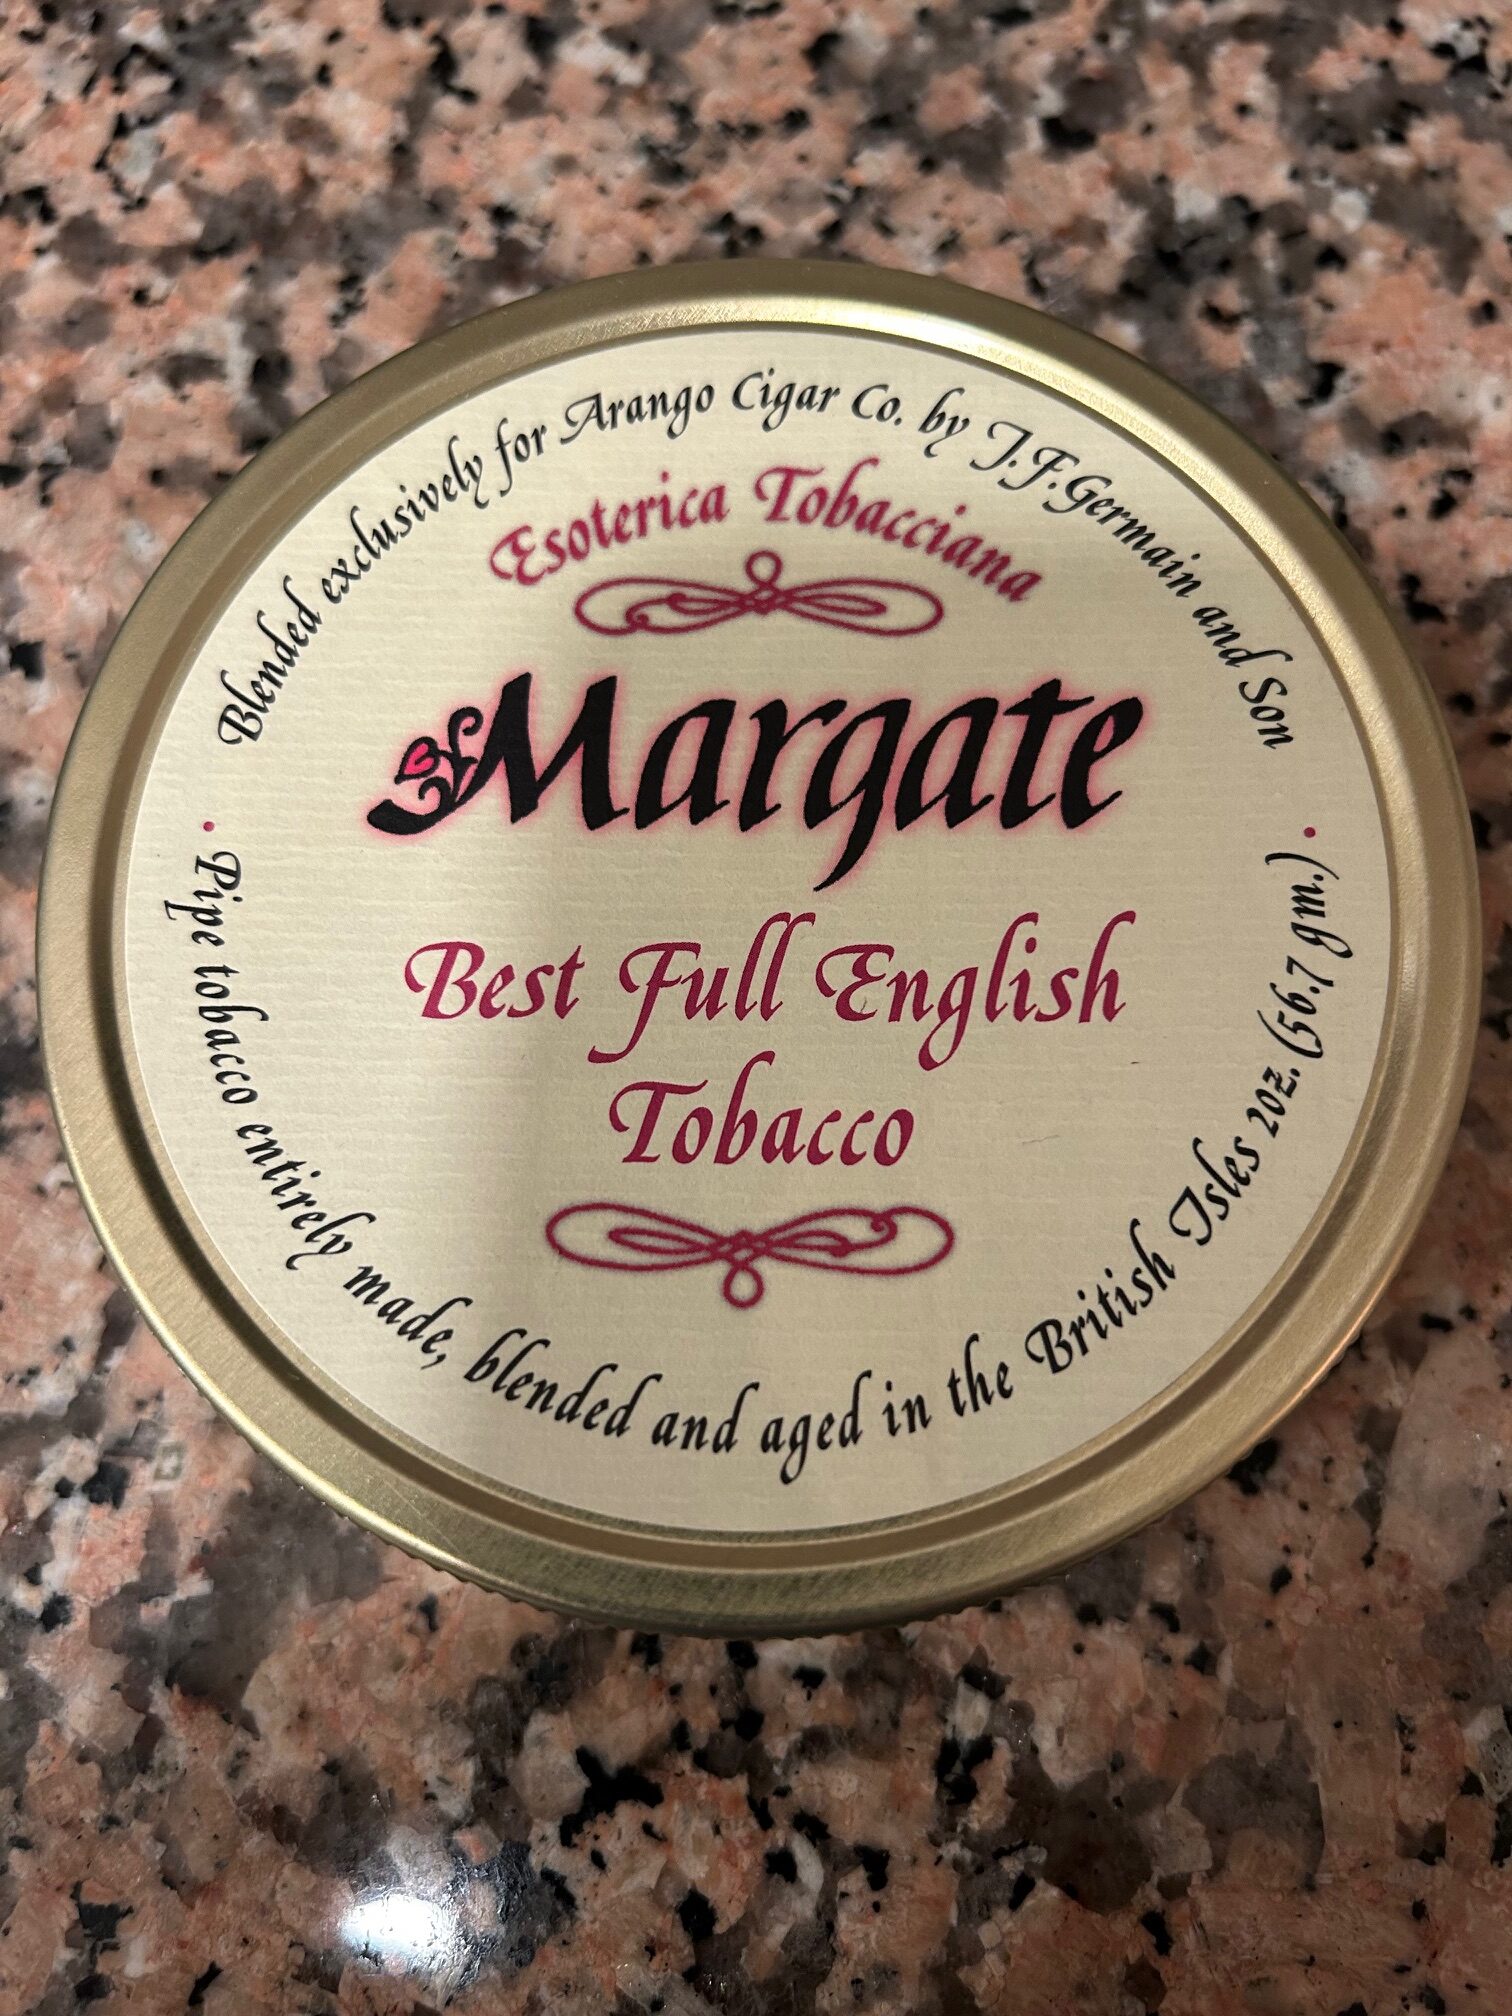 Blended exclusively for Arango Cigar Co. by J.F.Germain and Son
Esoterica Tobacciana
Margate
Best Full English
Tobacco
• Pipe tobacco entirely made, blended and aged in the British Isles 2oz. (56.7 gm.) •